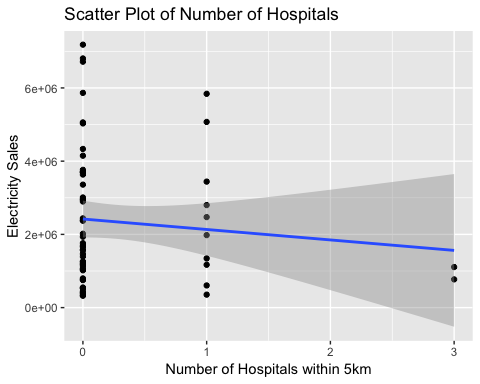 Scatter Plot of Number of Hospitals
Electricity Sales
6e+06
4e+06
2e+06
0e+00
0 1 2 3
Number of Hospitals within 5km